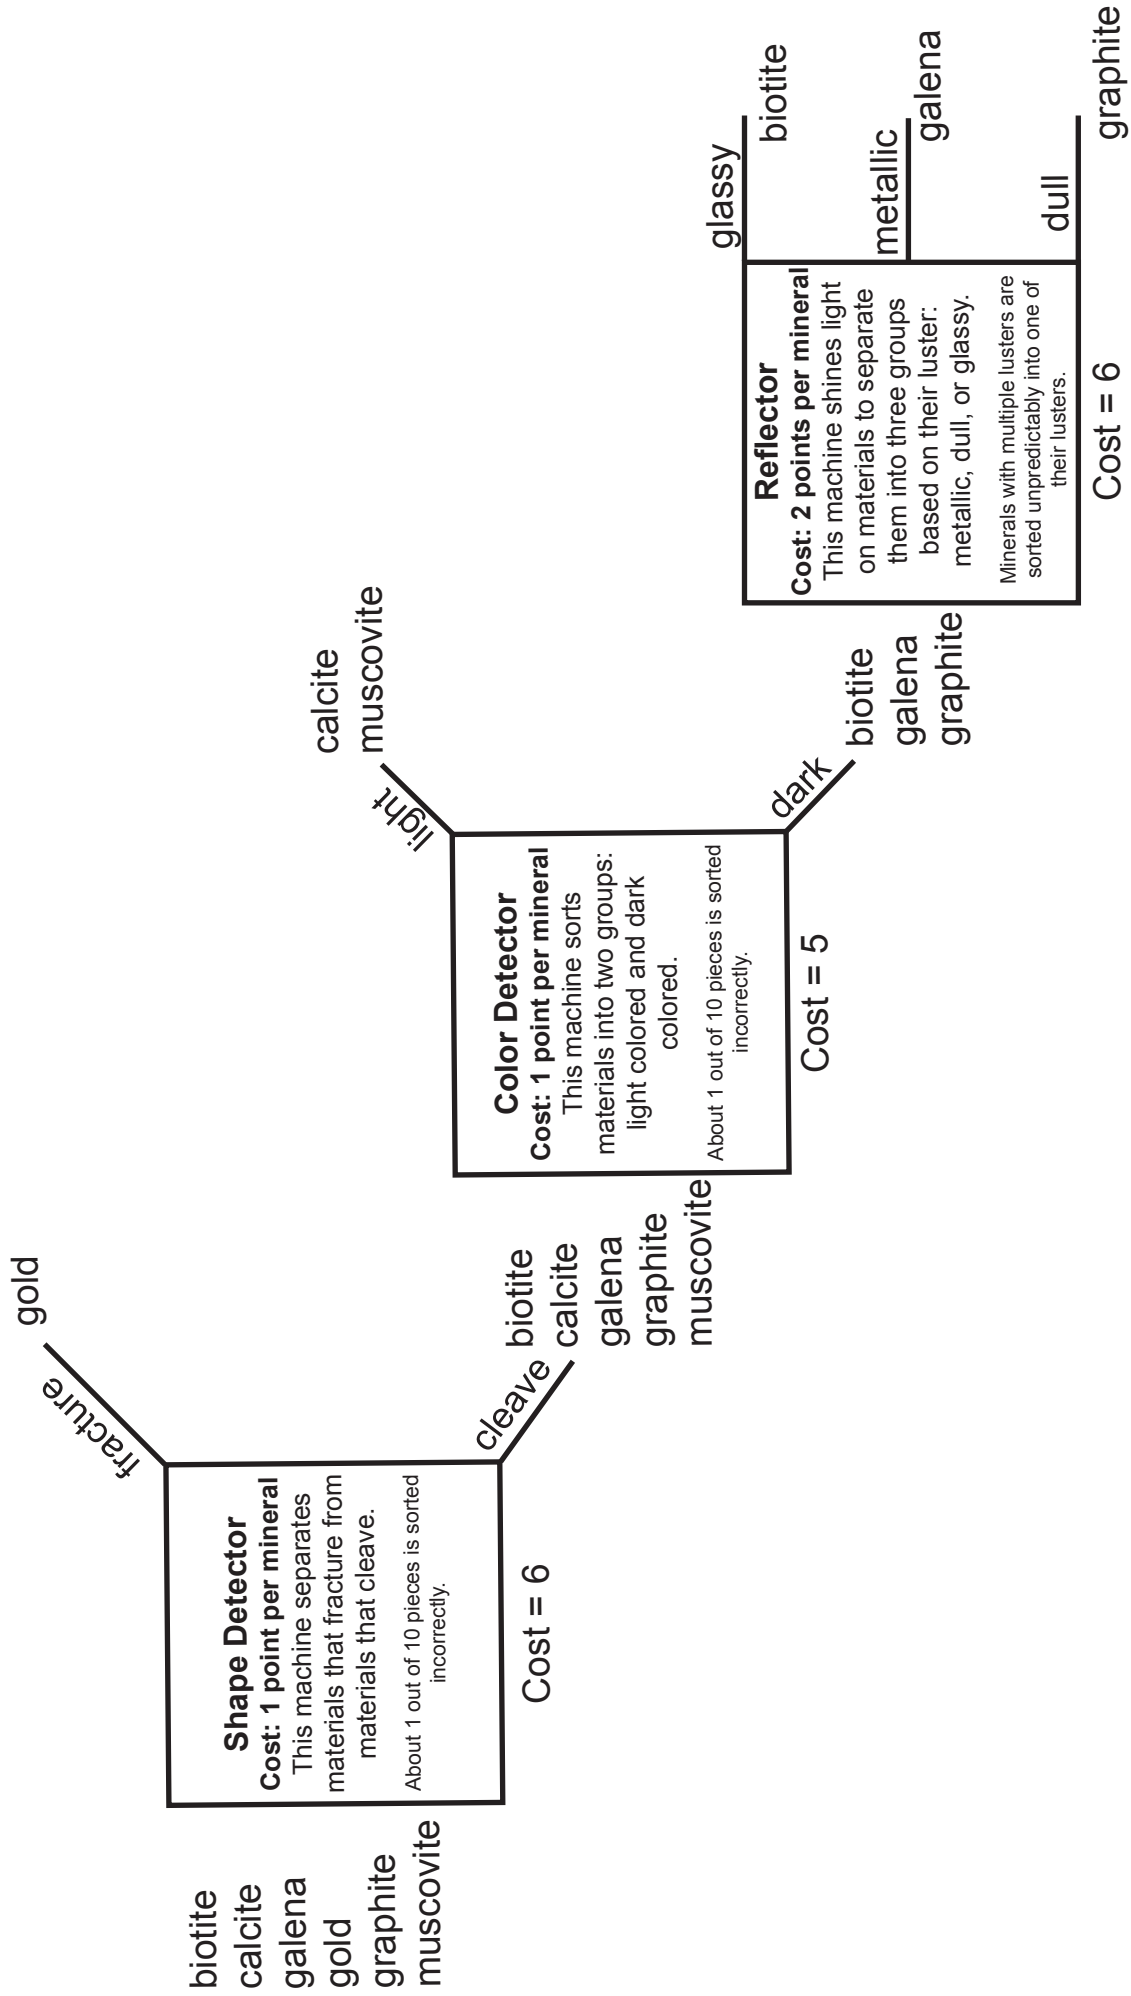 biotite
calcite
galena
gold
graphite
muscovite
Shape Detector
Cost: 1 point per mineral
This machine separates
materials that fracture from
materials that cleave.
About 1 out of 10 pieces is sorted
incorrectly.
Cost = 6
fracture
gold
cleave
biotite
calcite
galena
graphite
muscovite
Color Detector
Cost: 1 point per mineral
This machine sorts
materials into two groups:
light colored and dark
colored.
About 1 out of 10 pieces is sorted
incorrectly.
Cost = 5
light
calcite
muscovite
dark
biotite
galena
graphite
Reflector
Cost: 2 points per mineral
This machine shines light
on materials to separate
them into three groups
based on their luster:
metallic, dull, or glassy.
Minerals with multiple lusters are
sorted unpredictably into one of
their lusters.
Cost = 6
glassy
biotite
metallic
galena
dull
graphite